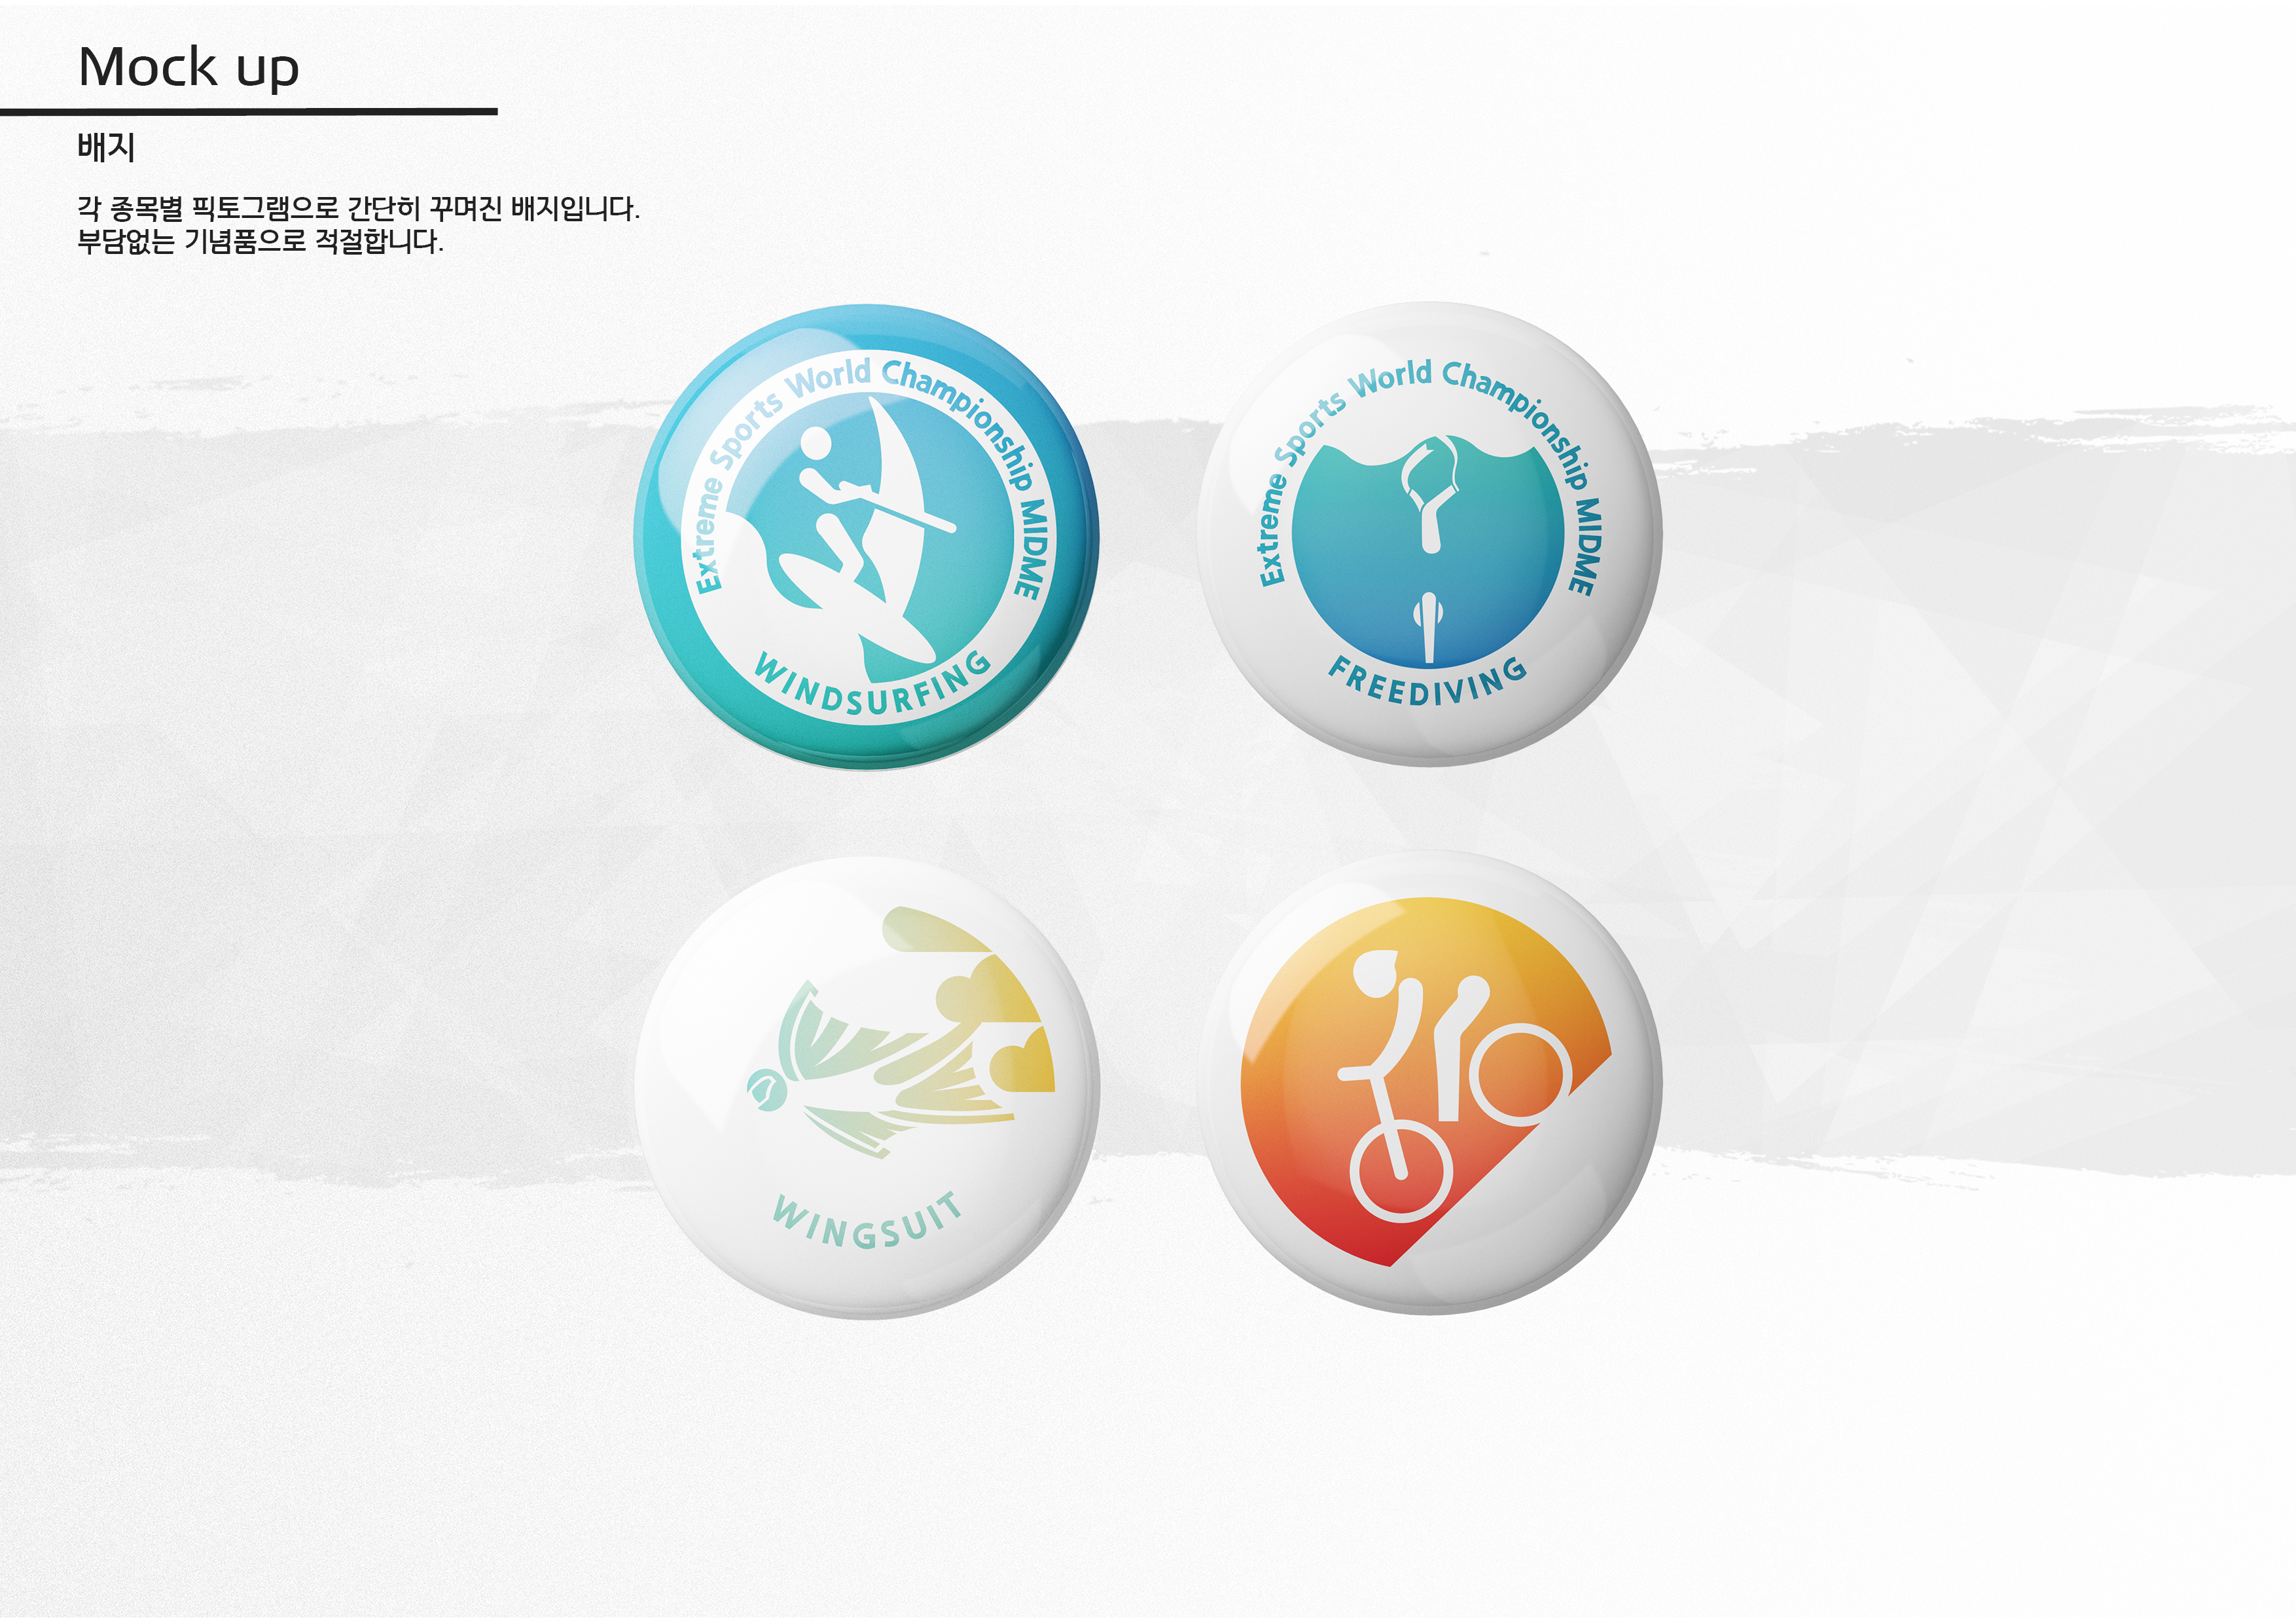 Mock up
배지
각 종목별 픽토그램으로 간단히 꾸며진 배지입니다.
부담없는 기념품으로 적절합니다.
Extreme Sports World Championship MIDME
WINDSURFING
Extreme Sports World Championship MIDME
FREEDIVING
WINGSUIT